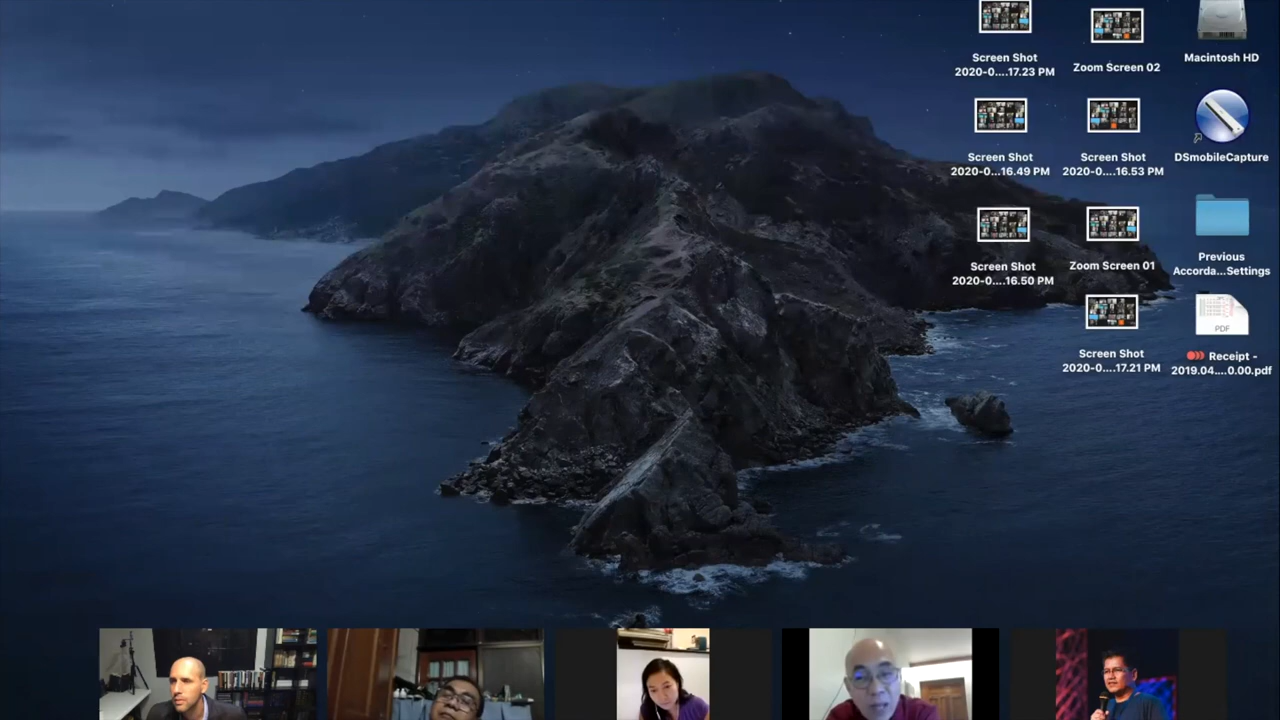 Screen Shot
2020-0....17.23 PM
Zoom Screen 02
Macintosh HD
Screen Shot
2020-0...16.49 PM
Screen Shot
2020-0....16.53 PM
DSmobileCapture
Screen Shot
2020-0....16.50 PM
Zoom Screen 01
Previous
Accorda...Settings
PDF
Screen Shot
2020-0....17.21 PM
Receipt -
2019.04....0.00.pdf